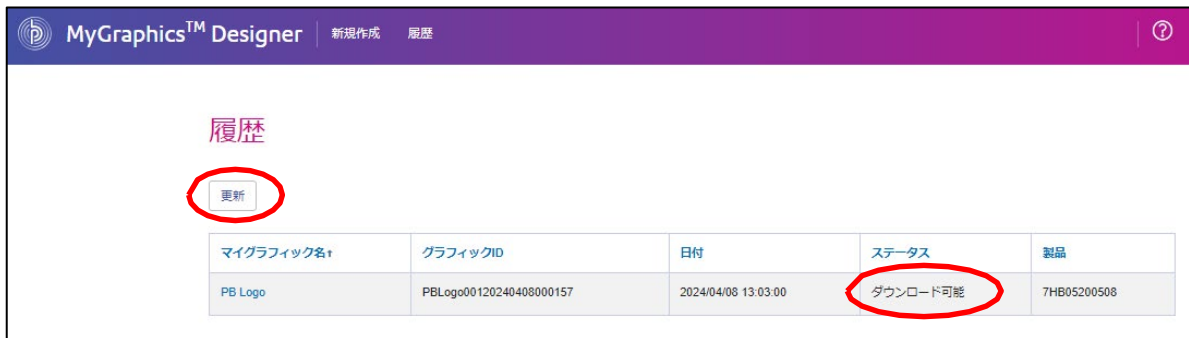 MyGraphics™ Designer 新規作成 履歴
履歴
更新
マイグラフィック名↑ グラフィックID 日付 ステータス 製品
PB Logo PBLogo00120240408000157 2024/04/08 13:03:00 ダウンロード可能 7HB05200508